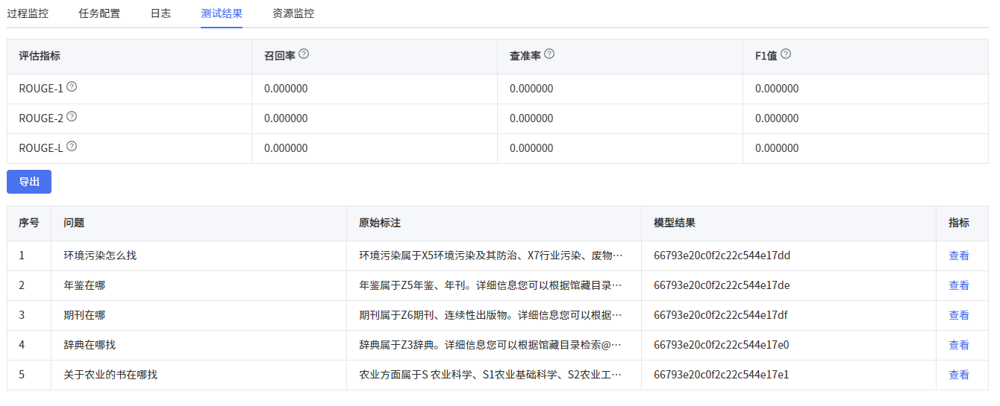 过程监控 任务配置 日志 测试结果 资源监控
评估指标 召回率 查准率 F1值
ROUGE-1 0.000000 0.000000 0.000000
ROUGE-2 0.000000 0.000000 0.000000
ROUGE-L 0.000000 0.000000 0.000000
导出
序号 问题 原始标注 模型结果 指标
1 环境污染怎么找 环境污染属于X5环境污染及其防治、X7行业污染、废物… 66793e20c0f2c22c544e17dd 查看
2 年鉴在哪 年鉴属于Z5年鉴、年刊。详细信息您可以根据馆藏目录… 66793e20c0f2c22c544e17de 查看
3 期刊在哪 期刊属于Z6期刊、连续性出版物。详细信息您可以根据… 66793e20c0f2c22c544e17df 查看
4 辞典在哪找 辞典属于Z3辞典。详细信息您可以根据馆藏目录检索@… 66793e20c0f2c22c544e17e0 查看
5 关于农业的书在哪找 农业方面属于S 农业科学、S1农业基础科学、S2农业工… 66793e20c0f2c22c544e17e1 查看